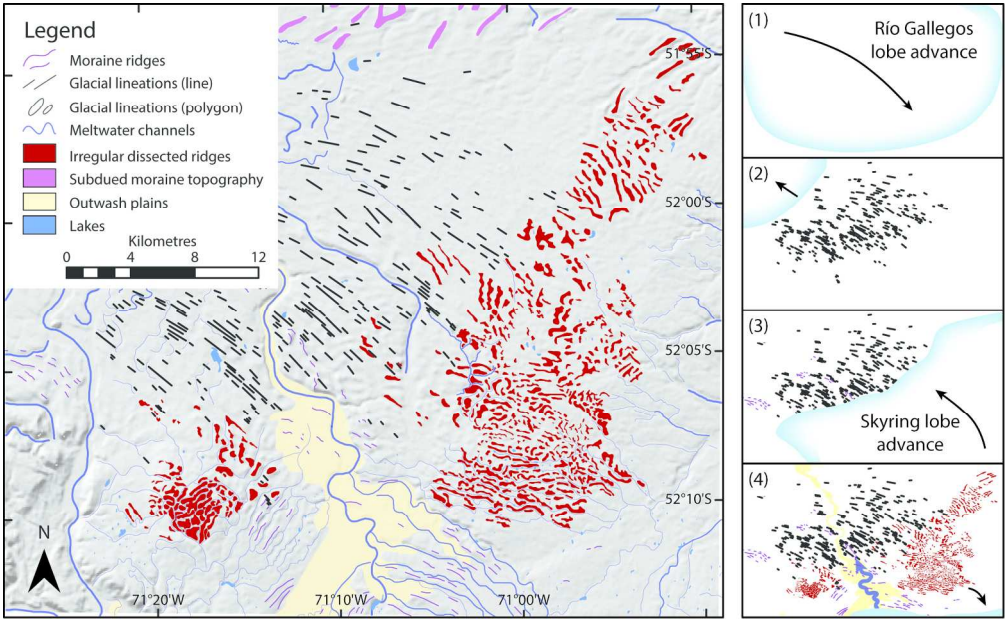 Legend
Moraine ridges
Glacial lineations (line)
Glacial lineations (polygon)
Meltwater channels
Irregular dissected ridges
Subdued moraine topography
Outwash plains
Lakes
Kilometres
0 4 8 12
51°55'S
52°00'S
52°05'S
52°10'S
N
71°20'W 71°10'W 71°00'W
(1)
Río Gallegos
lobe advance
(2)
(3)
Skyring lobe
advance
(4)